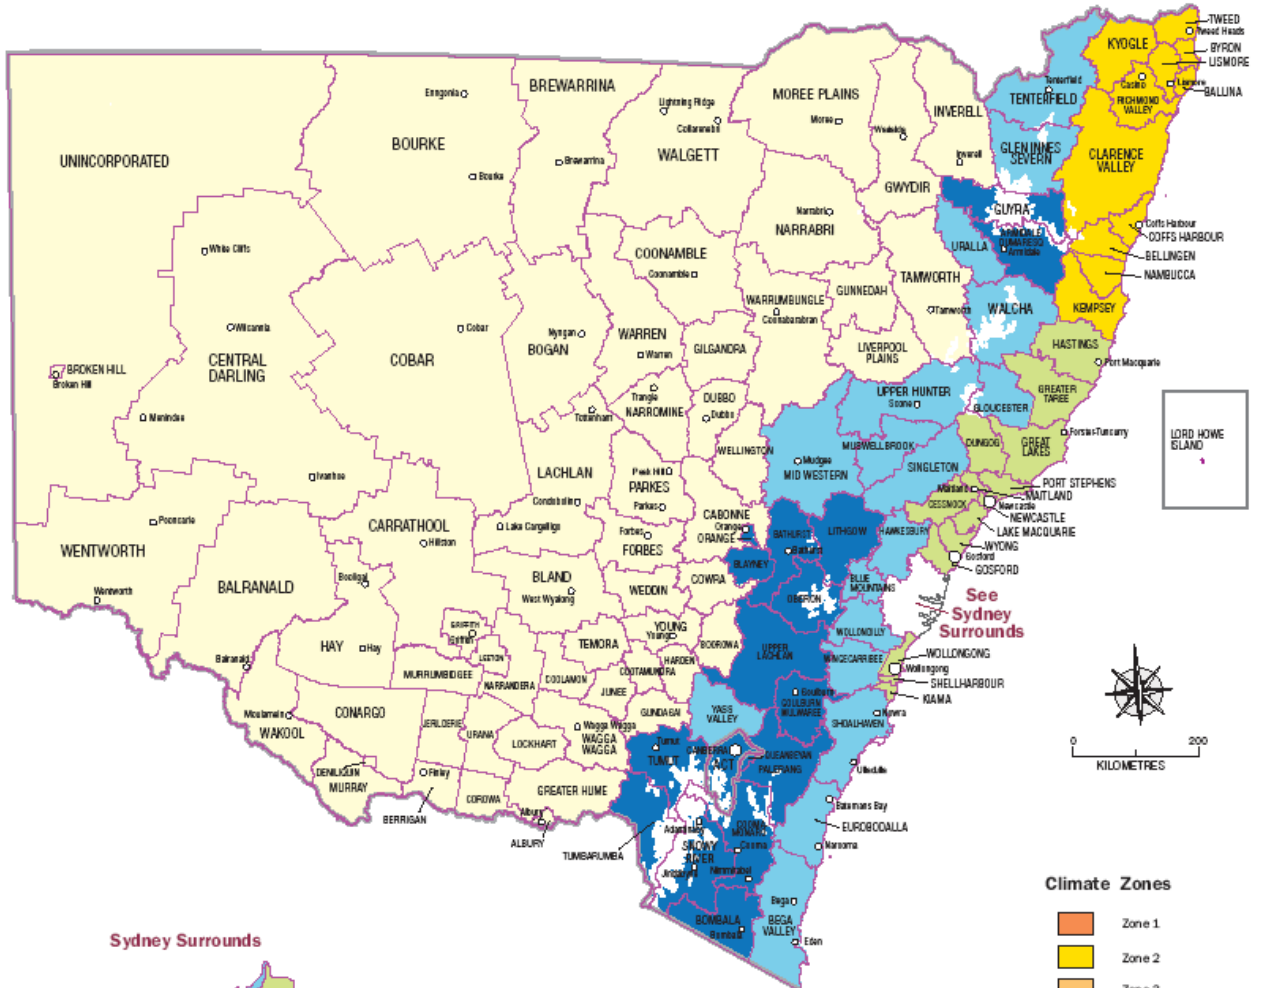 TWEED
Tweed Heads
KYOGLE
BYRON
LISMORE
Casino
Lismore
RICHMOND
VALLEY
BALLINA
Tenterfield
TENTERFIELD
BREWARRINA
Enngonia
MOREE PLAINS
Lightning Ridge
Collarenebri
Moree
INVERELL
Warialda
BOURKE
WALGETT
GLEN INNES
SEVERN
CLARENCE
VALLEY
UNINCORPORATED
Brewarrina
Inverell
Bourke
GWYDIR
Narrabri
NARRABRI
GUYRA
Coffs Harbour
COFFS HARBOUR
ARMIDALE
DUMARESQ
Armidale
URALLA
White Cliffs
COONAMBLE
Coonamble
BELLINGEN
NAMBUCCA
TAMWORTH
GUNNEDAH
WARRUMBUNGLE
Coonabarabran
Tamworth
WALCHA
KEMPSEY
Wilcannia
Cobar
Nyngan
BOGAN
WARREN
Warren
GILGANDRA
LIVERPOOL
PLAINS
HASTINGS
Port Macquarie
CENTRAL
DARLING
COBAR
BROKEN HILL
Broken Hill
Trangie
NARROMINE
DUBBO
Dubbo
UPPER HUNTER
Scone
GREATER
TAREE
GLOUCESTER
Menindee
Tottenham
Forster-Tuncurry
LORD HOWE
ISLAND
WELLINGTON
MUSWELLBROOK
DUNGOG
GREAT
LAKES
Mudgee
MID WESTERN
SINGLETON
Ivanhoe
LACHLAN
Peak Hill
PARKES
Parkes
Condobolin
PORT STEPHENS
Maitland
MAITLAND
CESSNOCK
Newcastle
NEWCASTLE
LAKE MACQUARIE
Pooncarie
CARRATHOOL
Hillston
Lake Cargelligo
CABONNE
Orange
ORANGE
Forbes
FORBES
BATHURST
Bathurst
LITHGOW
HAWKESBURY
WYONG
Gosford
GOSFORD
WENTWORTH
Wentworth
BALRANALD
Booligal
BLAND
West Wyalong
WEDDIN
COWRA
BLAYNEY
OBERON
BLUE
MOUNTAINS
See
Sydney
Surrounds
GRIFFITH
Griffith
YOUNG
Young
HAY
Hay
LEETON
TEMORA
BOOROWA
UPPER
LACHLAN
WOLLONDILLY
WINGECARRIBEE
WOLLONGONG
Wollongong
SHELLHARBOUR
KIAMA
Balranald
MURRUMBIDGEE
NARRANDERA
COOLAMON
COOTAMUNDRA
HARDEN
JUNEE
Moulamein
WAKOOL
CONARGO
JERILDERIE
URANA
LOCKHART
Wagga Wagga
WAGGA
WAGGA
GUNDAGAI
YASS
VALLEY
Goulburn
GOULBURN
MULWAREE
Nowra
SHOALHAVEN
0
200
KILOMETRES
Tumut
TUMUT
CANBERRA
ACT
QUEANBEYAN
PALERANG
Ulladulla
DENILIQUIN
MURRAY
Finley
COROWA
GREATER HUME
Albury
BERRIGAN
ALBURY
TUMBARUMBA
Adaminaby
COOMA
MONARO
Cooma
SNOWY
RIVER
Jindabyne
Nimmitabel
Batemans Bay
EUROBODALLA
Narooma
BOMBALA
Bombala
Bega
BEGA
VALLEY
Eden
Climate Zones
Zone 1
Zone 2
Sydney Surrounds